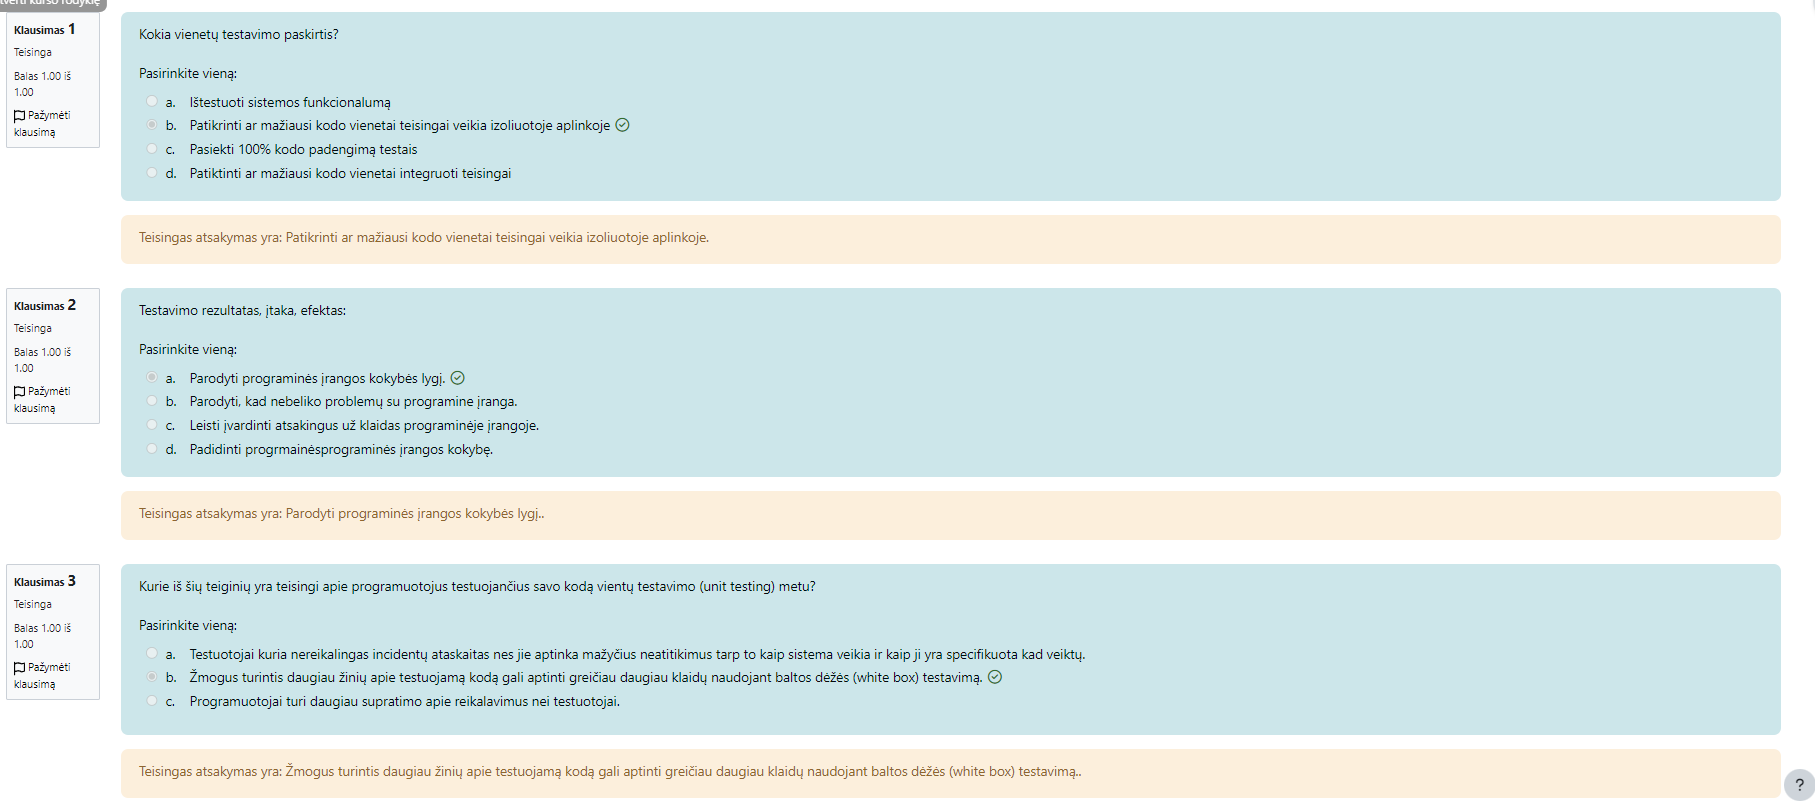 tverti kurso rodyklę
Klausimas 1
Teisinga
Balas 1.00 iš
1.00
Pažymėti
klausimą
Kokia vienetų testavimo paskirtis?
Pasirinkite vieną:
a. Ištestuoti sistemos funkcionalumą
b. Patikrinti ar mažiausi kodo vienetai teisingai veikia izoliuotoje aplinkoje
c. Pasiekti 100% kodo padengimą testais
d. Patiktinti ar mažiausi kodo vienetai integruoti teisingai
Teisingas atsakymas yra: Patikrinti ar mažiausi kodo vienetai teisingai veikia izoliuotoje aplinkoje.
Klausimas 2
Teisinga
Balas 1.00 iš
1.00
Pažymėti
klausimą
Testavimo rezultatas, įtaka, efektas:
Pasirinkite vieną:
a. Parodyti programinės įrangos kokybės lygį.
b. Parodyti, kad nebeliko problemų su programine įranga.
c. Leisti įvardinti atsakingus už klaidas programinėje įrangoje.
d. Padidinti progrmainėsprograminės įrangos kokybę.
Teisingas atsakymas yra: Parodyti programinės įrangos kokybės lygį..
Klausimas 3
Teisinga
Balas 1.00 iš
1.00
Pažymėti
klausimą
Kurie iš šių teiginių yra teisingi apie programuotojus testuojančius savo kodą vientų testavimo (unit testing) metu?
Pasirinkite vieną:
a. Testuotojai kuria nereikalingas incidentų ataskaitas nes jie aptinka mažyčius neatitikimus tarp to kaip sistema veikia ir kaip ji yra specifikuota kad veiktų.
b. Žmogus turintis daugiau žinių apie testuojamą kodą gali aptinti greičiau daugiau klaidų naudojant baltos dėžės (white box) testavimą.
c. Programuotojai turi daugiau supratimo apie reikalavimus nei testuotojai.
Teisingas atsakymas yra: Žmogus turintis daugiau žinių apie testuojamą kodą gali aptinti greičiau daugiau klaidų naudojant baltos dėžės (white box) testavimą..
?